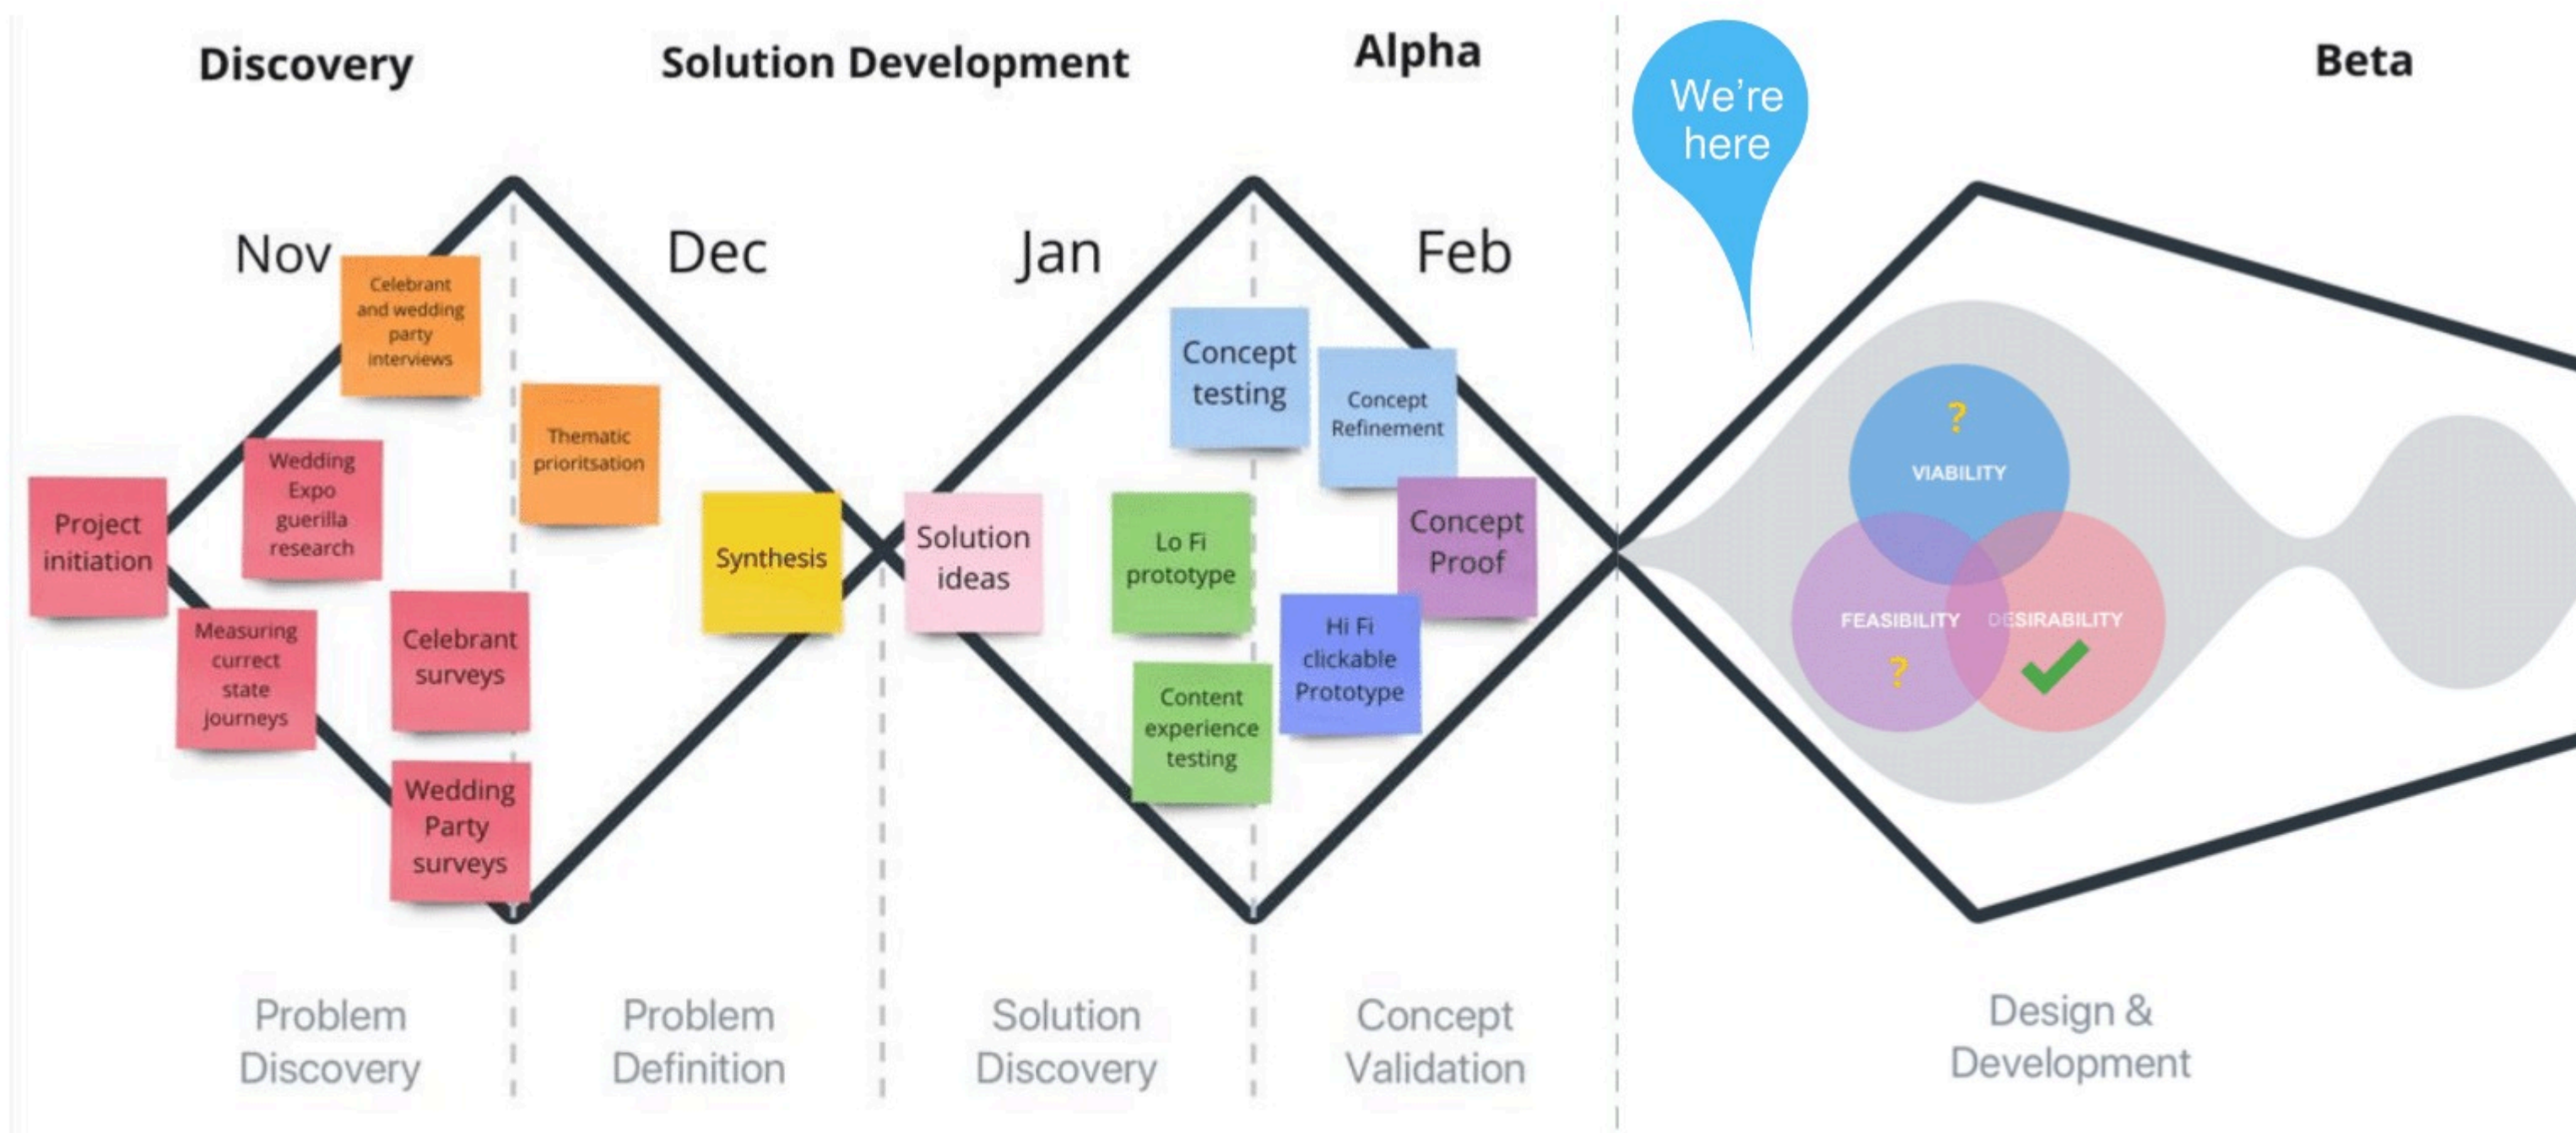 Discovery
Solution Development
Alpha
We're
here
Beta
Nov
Dec
Jan
Feb
Celebrant
and wedding
party
interviews
Wedding
Expo
guerilla
research
Project
initiation
Measuring
currect
state
journeys
Celebrant
surveys
Wedding
Party
surveys
Thematic
prioritsation
Synthesis
Solution
ideas
Concept
testing
Concept
Refinement
Lo Fi
prototype
Concept
Proof
Content
experience
testing
Hi Fi
clickable
Prototype
?
VIABILITY
FEASIBILITY
?
DESIRABILITY
Problem
Discovery
Problem
Definition
Solution
Discovery
Concept
Validation
Design &
Development